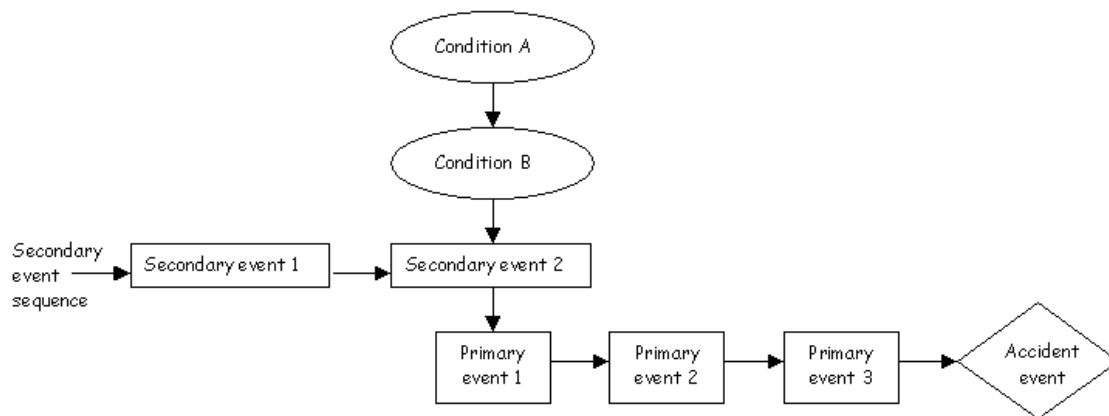 Condition A
Condition B
Secondary
event
sequence
Secondary event 1
Secondary event 2
Primary
event 1
Primary
event 2
Primary
event 3
Accident
event